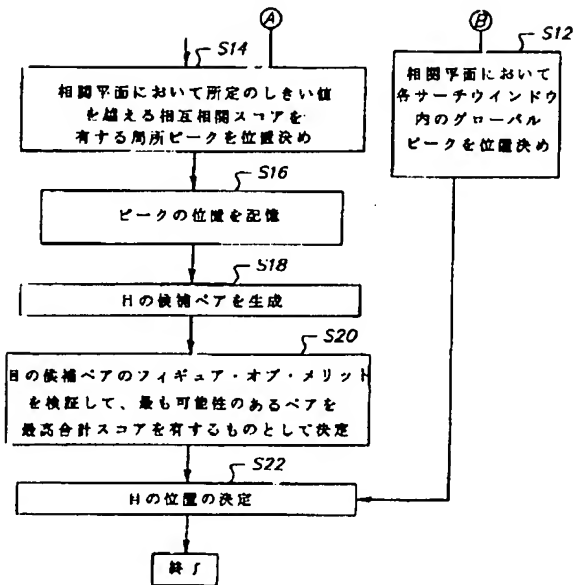 A
B
S14
S12
相関平面において所定のしきい値
を越える相互相関スコアを
有する局所ピークを位置決め
相関平面において
各サーチウインドウ
内のグローバル
ピークを位置決め
S16
ピークの位置を記憶
S18
Hの候補ペアを生成
S20
Hの候補ペアのフィギュア・オブ・メリット
を検証して、最も可能性のあるペアを
最高合計スコアを有するものとして決定
S22
Hの位置の決定
終了